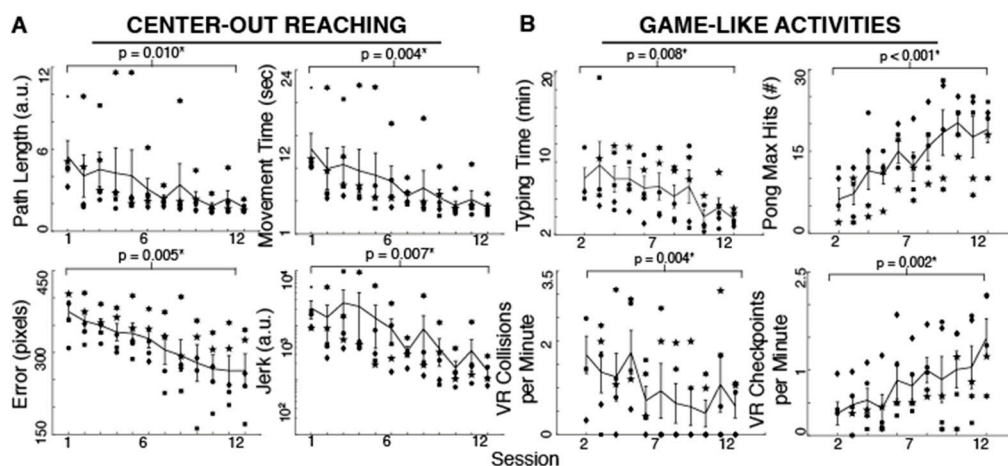 A CENTER-OUT REACHING
p = 0.010*
Path Length (a.u.)
12
6
0
1 6 12
p = 0.004*
Movement Time (sec)
24
12
1
1 6 12
p = 0.005*
Error (pixels)
450
300
150
1 6 12
p = 0.007*
Jerk (a.u.)
10⁴
10³
10²
1 6 12
B GAME-LIKE ACTIVITIES
p = 0.008*
Typing Time (min)
20
10
2
2 7 12
p < 0.001*
Pong Max Hits (#)
30
15
0
2 7 12
p = 0.004*
VR Collisions
per Minute
3.5
2
0
2 7 12
p = 0.002*
VR Checkpoints
per Minute
2.5
1
0
2 7 12
Session